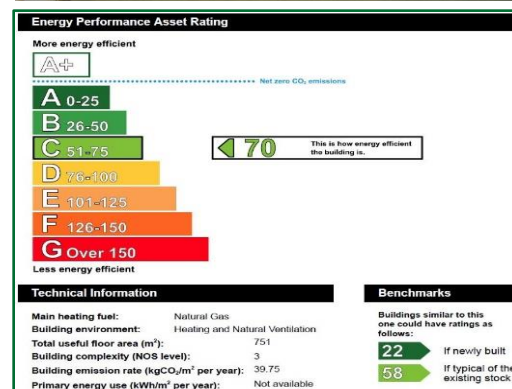 Energy Performance Asset Rating
More energy efficient
A+
Net zero CO₂ emissions
A 0-25
B 26-50
C 51-75
70
This is how energy efficient
the building is.
D 76-100
E 101-125
F 126-150
G Over 150
Less energy efficient
Technical Information
Main heating fuel: Natural Gas
Building environment: Heating and Natural Ventilation
Total useful floor area (m²): 751
Building complexity (NOS level): 3
Building emission rate (kgCO₂/m² per year): 39.75
Primary energy use (kWh/m² per year): Not available
Benchmarks
Buildings similar to this
one could have ratings as
follows:
22 If newly built
58 If typical of the
existing stock